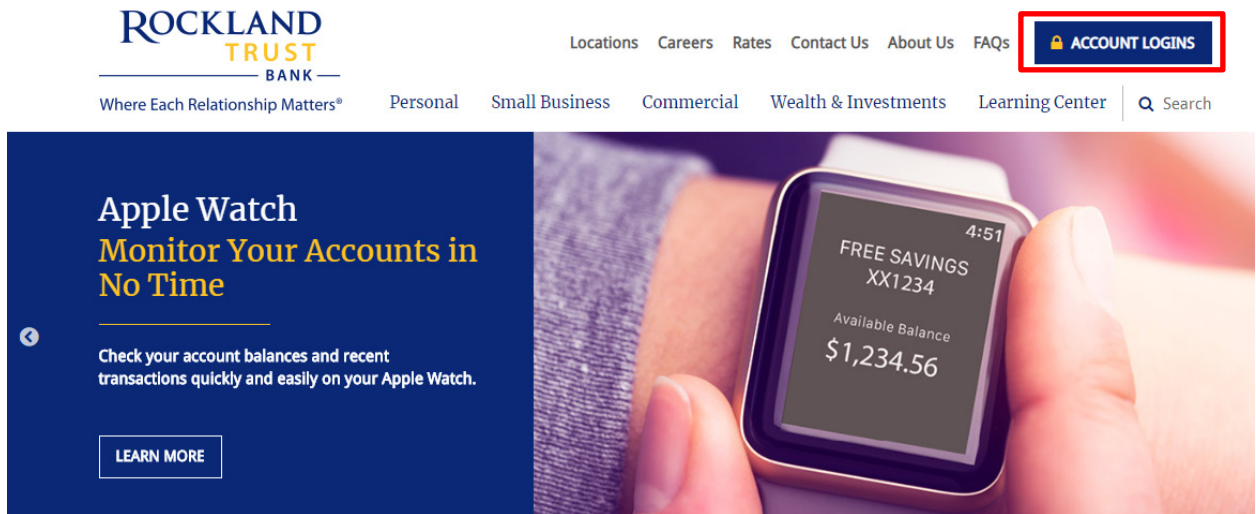 ROCKLAND
TRUST
BANK
Where Each Relationship Matters®
Locations Careers Rates Contact Us About Us FAQs ACCOUNT LOGINS
Personal Small Business Commercial Wealth & Investments Learning Center Search
Apple Watch
Monitor Your Accounts in
No Time
Check your account balances and recent
transactions quickly and easily on your Apple Watch.
LEARN MORE
4:51
FREE SAVINGS
XX1234
Available Balance
$1,234.56